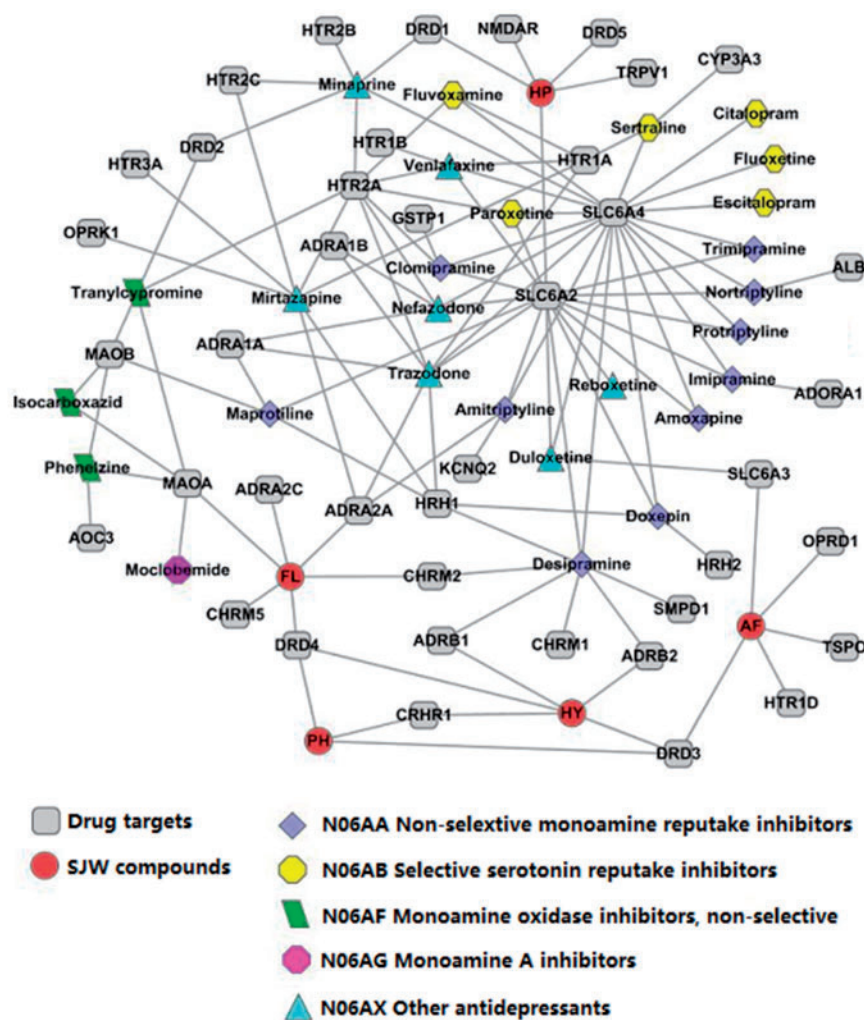 HTR2B
DRD1
NMDAR
DRD5
CYP3A3
HTR2C
Minaprine
Fluvoxamine
HP
TRPV1
Citalopram
Sertraline
DRD2
HTR1B
HTR3A
Venlafaxine
HTR1A
Fluoxetine
HTR2A
Escitalopram
GSTP1
Paroxetine
SLC6A4
OPRK1
ADRA1B
Trimipramine
ALB
Clomipramine
Tranylcypromine
Mirtazapine
Nefazodone
SLC6A2
Nortriptyline
Protriptyline
ADRA1A
MAOB
Trazodone
Reboxetine
Imipramine
Isocarboxazid
Maprotiline
Amitriptyline
Amoxapine
ADORA1
Phenelzine
MAOA
KCNQ2
Duloxetine
SLC6A3
ADRA2C
ADRA2A
HRH1
Doxepin
AOC3
OPRD1
Moclobemide
FL
CHRM2
Desipramine
HRH2
CHRM5
SMPD1
AF
DRD4
ADRB1
CHRM1
ADRB2
TSPO
HTR1D
CRHR1
HY
PH
DRD3
Drug targets
SJW compounds
N06AA Non-selextive monoamine reputake inhibitors
N06AB Selective serotonin reputake inhibitors
N06AF Monoamine oxidase inhibitors, non-selective
N06AG Monoamine A inhibitors
N06AX Other antidepressants